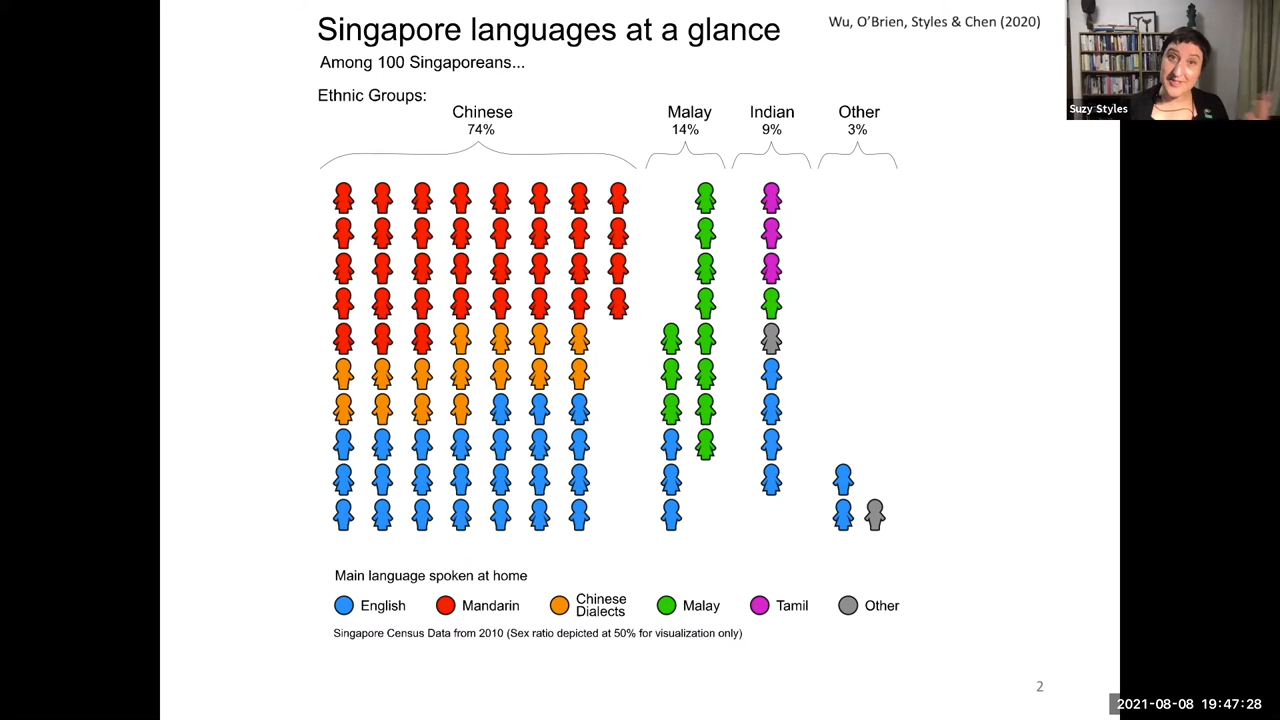 Singapore languages at a glance
Wu, O’Brien, Styles & Chen (2020)
Among 100 Singaporeans...
Ethnic Groups:
Chinese
74%
Malay
14%
Indian
9%
Other
3%
Main language spoken at home
English
Mandarin
Chinese
Dialects
Malay
Tamil
Other
Singapore Census Data from 2010 (Sex ratio depicted at 50% for visualization only)
2
Suzy Styles
2021-08-08 19:47:28